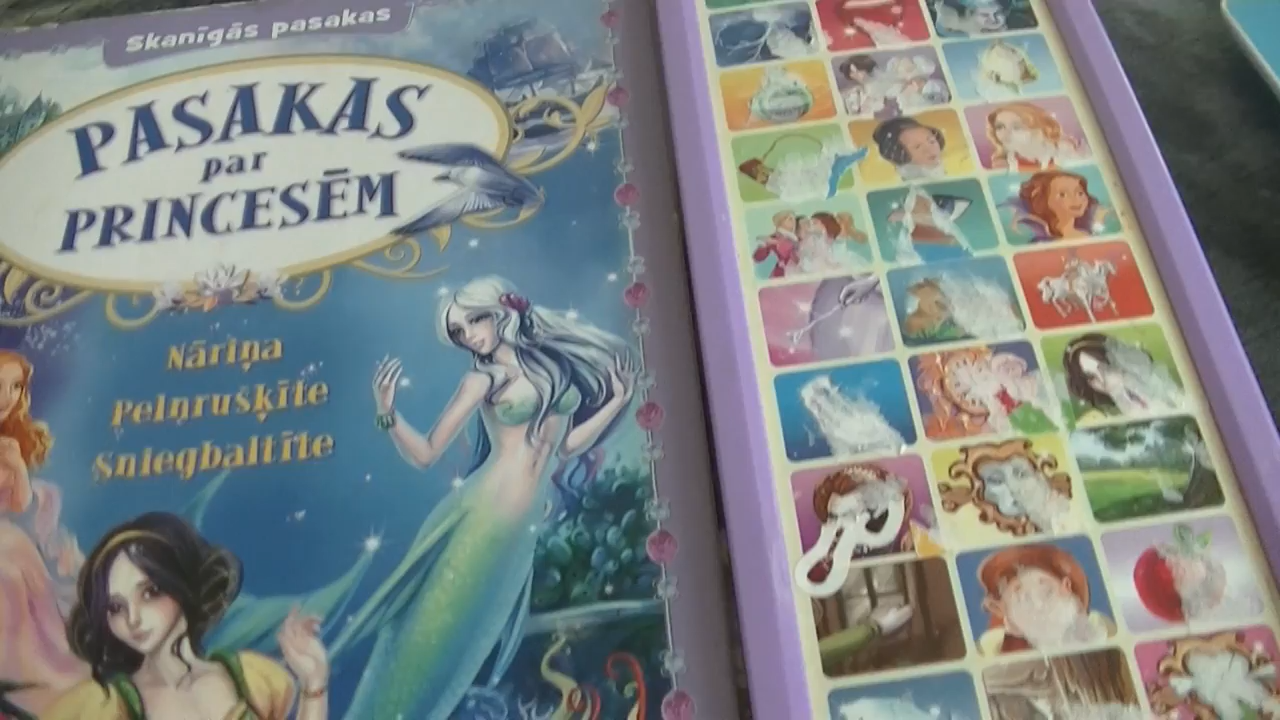 Skanīgās pasakas
PASAKAS
par
PRINCESĒM
Nāriņa
Pelnrušķīte
Sniegbaltīte